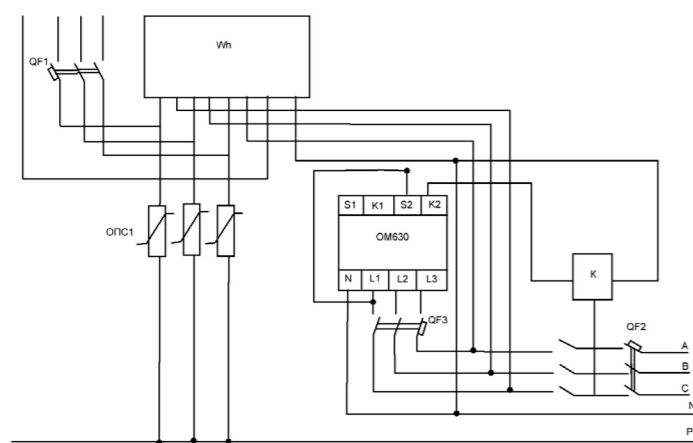 Wh
QF1
S1 K1 S2 K2
ОПС1
ОМ630
N L1 L2 L3
K
QF3
QF2
A
B
C
N
P